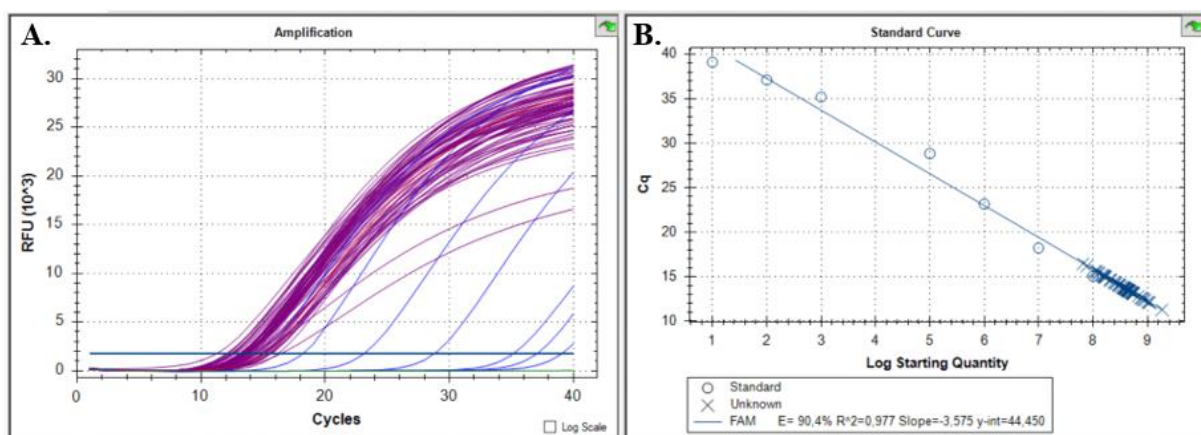 A.
Amplification
30
25
20
15
10
5
0
RFU (10^3)
0 10 20 30 40
Cycles
Log Scale
B.
Standard Curve
40
35
30
25
20
15
10
Cq
1 2 3 4 5 6 7 8 9
Log Starting Quantity
Standard
Unknown
FAM E= 90,4% R^2=0,977 Slope=-3,575 y-int=44,450